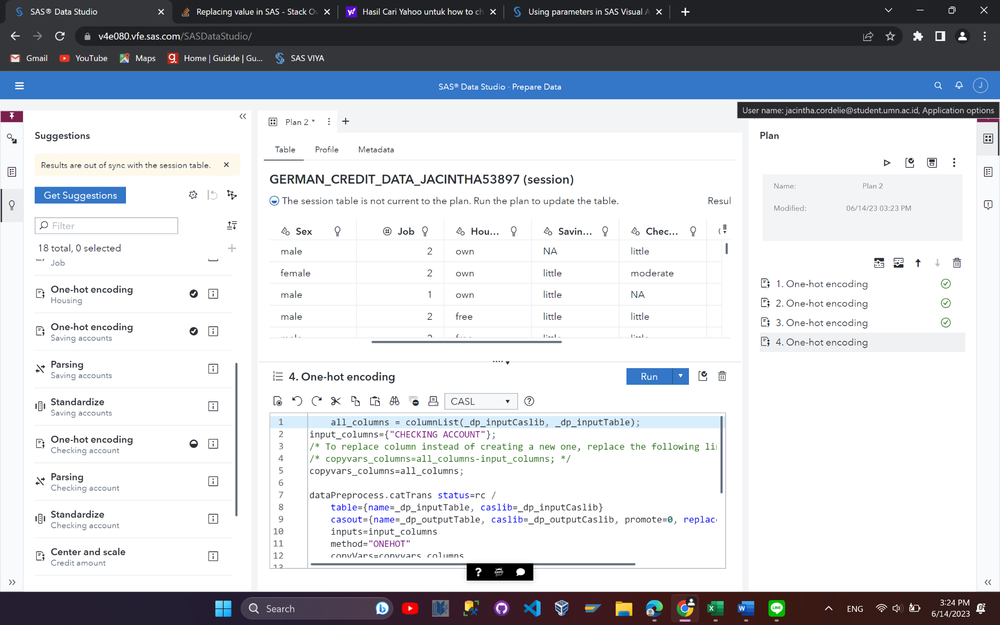 SAS® Data Studio
Replacing value in SAS - Stack Ov
Hasil Cari Yahoo untuk how to ch
Using parameters in SAS Visual A
v4e080.vfe.sas.com/SASDataStudio/
Gmail
YouTube
Maps
Home | Guidde | Gu...
SAS VIYA
SAS® Data Studio - Prepare Data
J
User name: jacintha.cordelie@student.umn.ac.id, Application options
Suggestions
Results are out of sync with the session table.
Get Suggestions
Filter
18 total, 0 selected
Job
One-hot encoding
Housing
One-hot encoding
Saving accounts
Parsing
Saving accounts
Standardize
Saving accounts
One-hot encoding
Checking account
Parsing
Checking account
Standardize
Checking account
Center and scale
Credit amount
Plan 2 *
Table Profile Metadata
GERMAN_CREDIT_DATA_JACINTHA53897 (session)
The session table is not current to the plan. Run the plan to update the table. Resul
Sex Job Hou... Savin... Chec...
male 2 own NA little
female 2 own little moderate
male 1 own little NA
male 2 free little little
male 2 free little little
4. One-hot encoding
Run
CASL
1 all_columns = columnList(_dp_inputCaslib, _dp_inputTable);
2 input_columns={"CHECKING ACCOUNT"};
3 /* To replace column instead of creating a new one, replace the following li
4 /* copyvars_columns=all_columns-input_columns; */
5 copyvars_columns=all_columns;
6
7 dataPreprocess.catTrans status=rc /
8 table={name=_dp_inputTable, caslib=_dp_inputCaslib}
9 casout={name=_dp_outputTable, caslib=_dp_outputCaslib, promote=0, replac
10 inputs=input_columns
11 method="ONEHOT"
12 copyVars=copyvars_columns
13
Plan
Name: Plan 2
Modified: 06/14/23 03:23 PM
1. One-hot encoding
2. One-hot encoding
3. One-hot encoding
4. One-hot encoding
Search
ENG
3:24 PM
6/14/2023